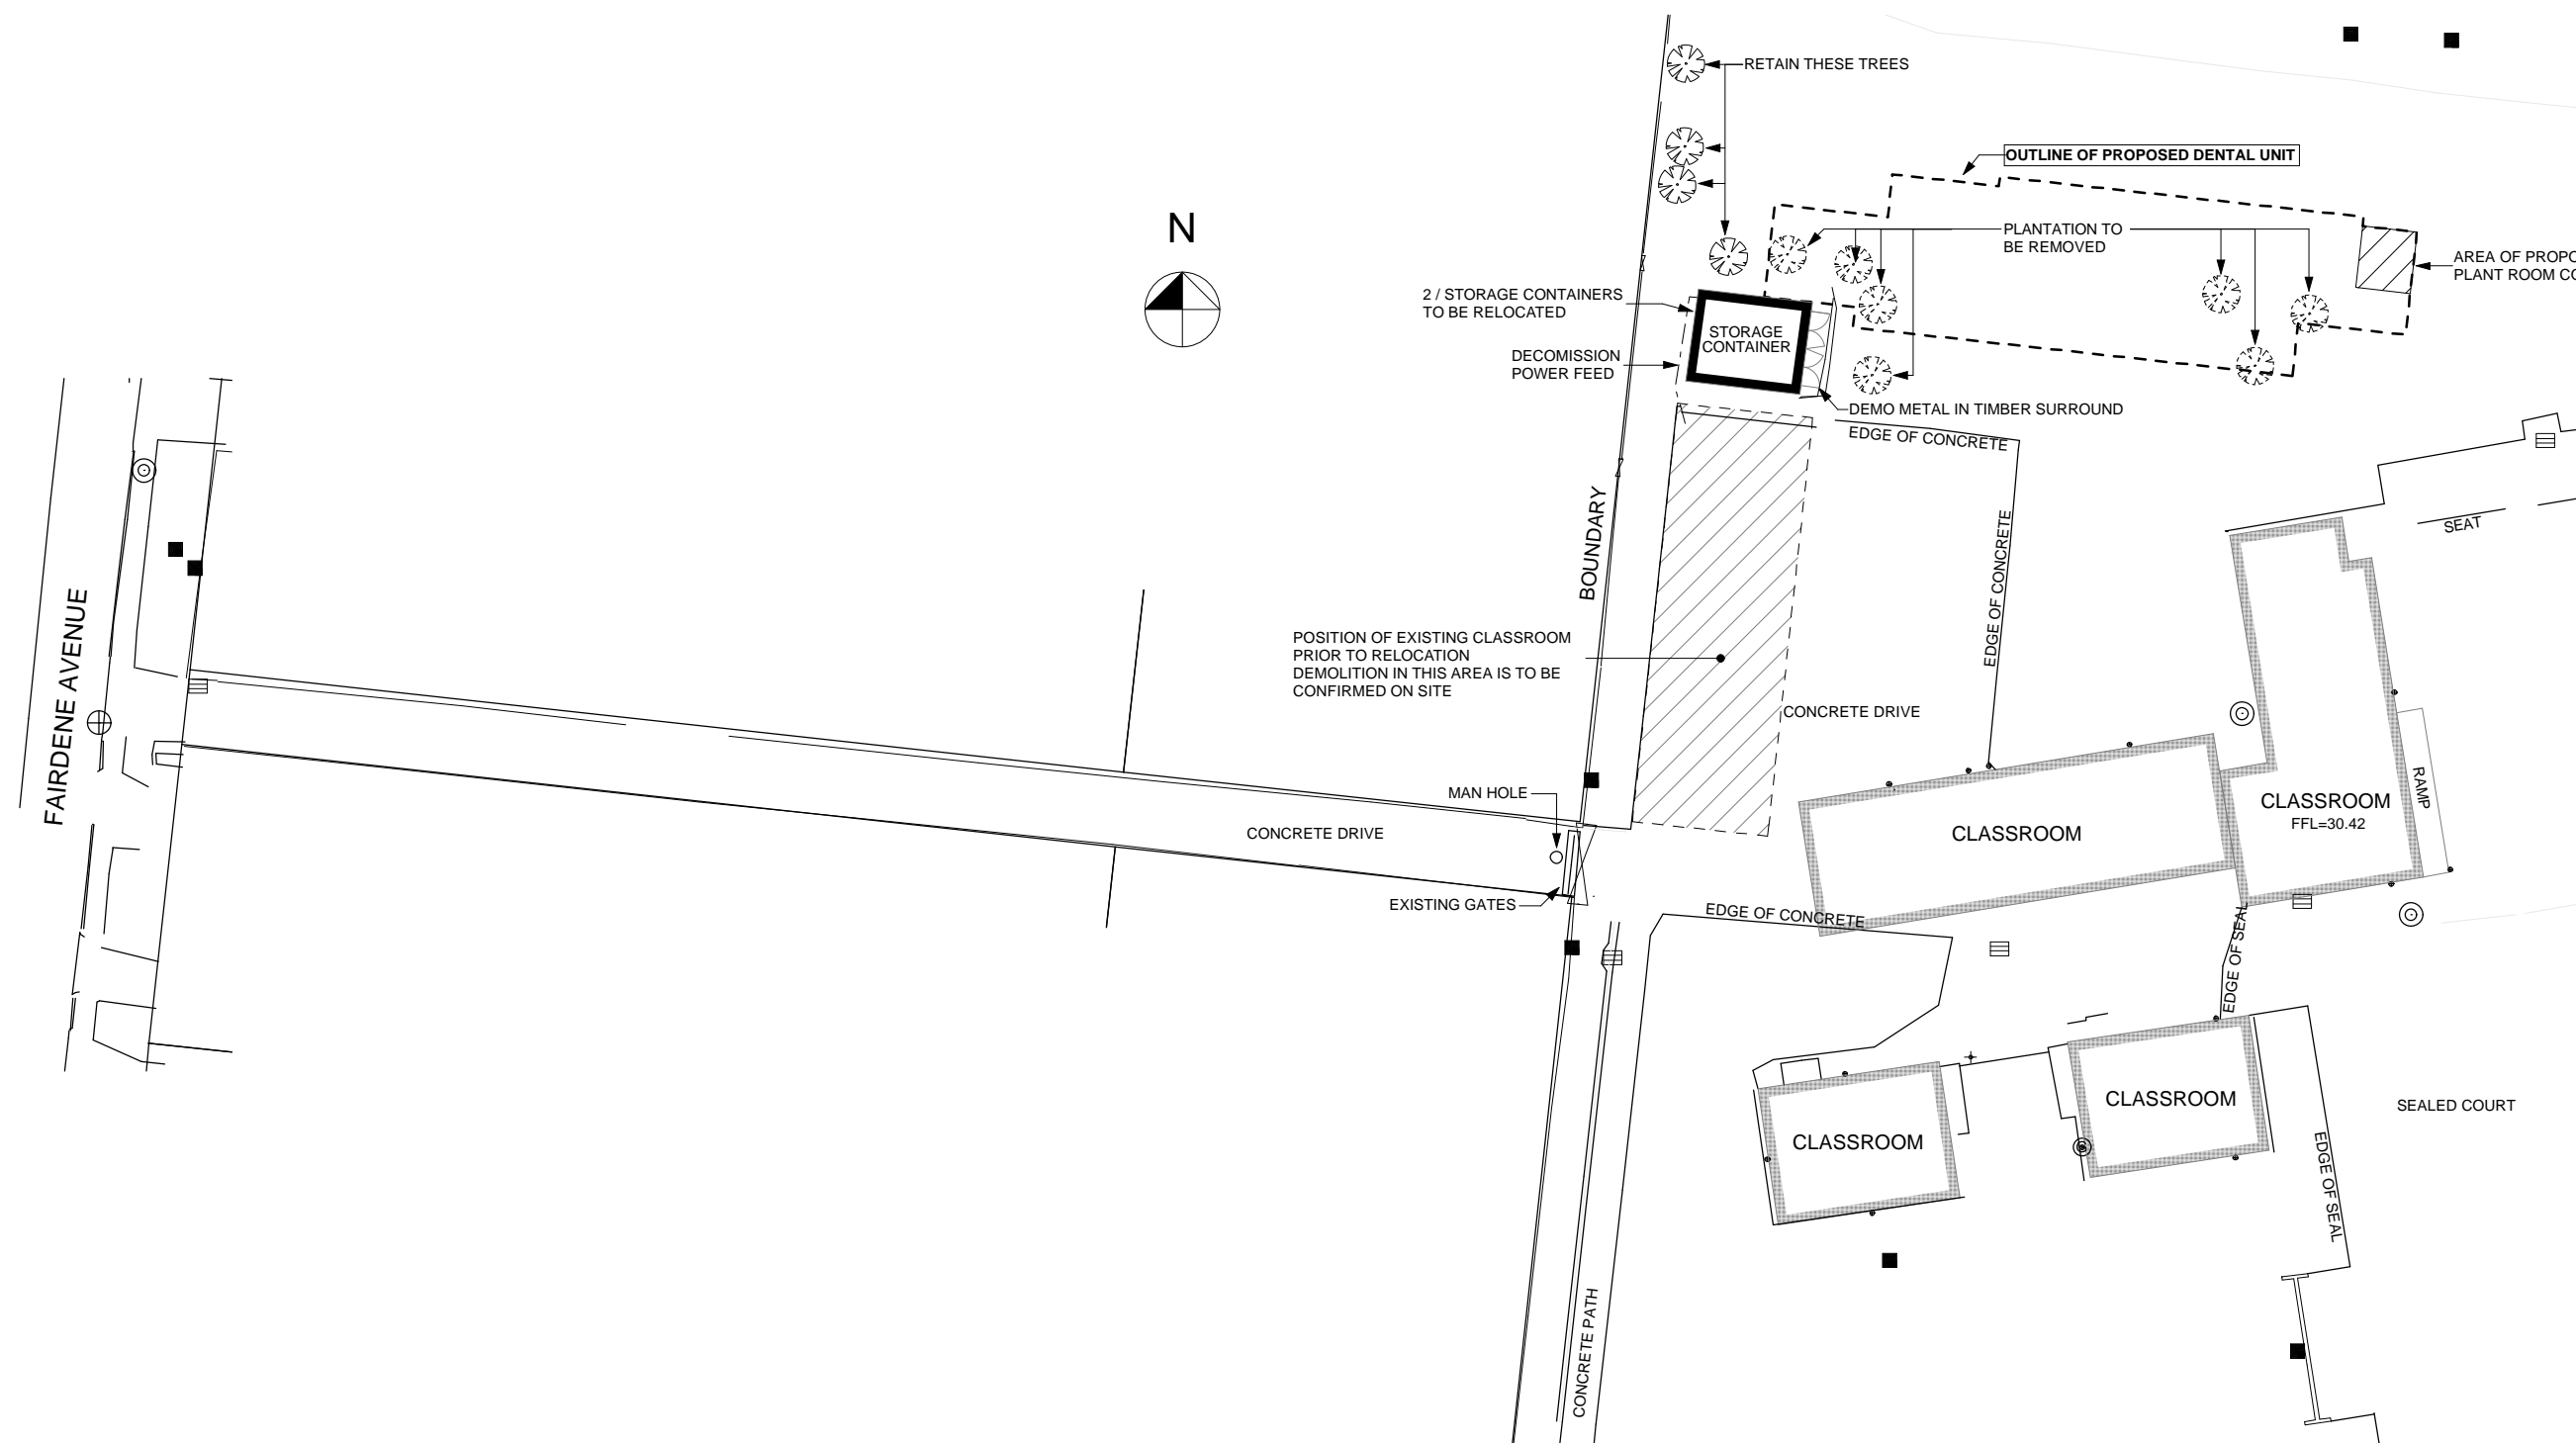 RETAIN THESE TREES
OUTLINE OF PROPOSED DENTAL UNIT
N
PLANTATION TO
BE REMOVED
AREA OF
PLANT ROOM
2 / STORAGE CONTAINERS
TO BE RELOCATED
STORAGE
CONTAINER
DECOMISSION
POWER FEED
DEMO METAL IN TIMBER SURROUND
EDGE OF CONCRETE
SEAT
BOUNDARY
EDGE OF CONCRETE
FAIRDENE AVENUE
POSITION OF EXISTING CLASSROOM
PRIOR TO RELOCATION
DEMOLITION IN THIS AREA IS TO BE
CONFIRMED ON SITE
CONCRETE DRIVE
MAN HOLE
RAMP
CLASSROOM
FFL=30.42
CONCRETE DRIVE
CLASSROOM
EXISTING GATES
EDGE OF CONCRETE
EDGE OF SEAL
CLASSROOM
SEALED COURT
CLASSROOM
EDGE OF SEAL
CONCRETE PATH